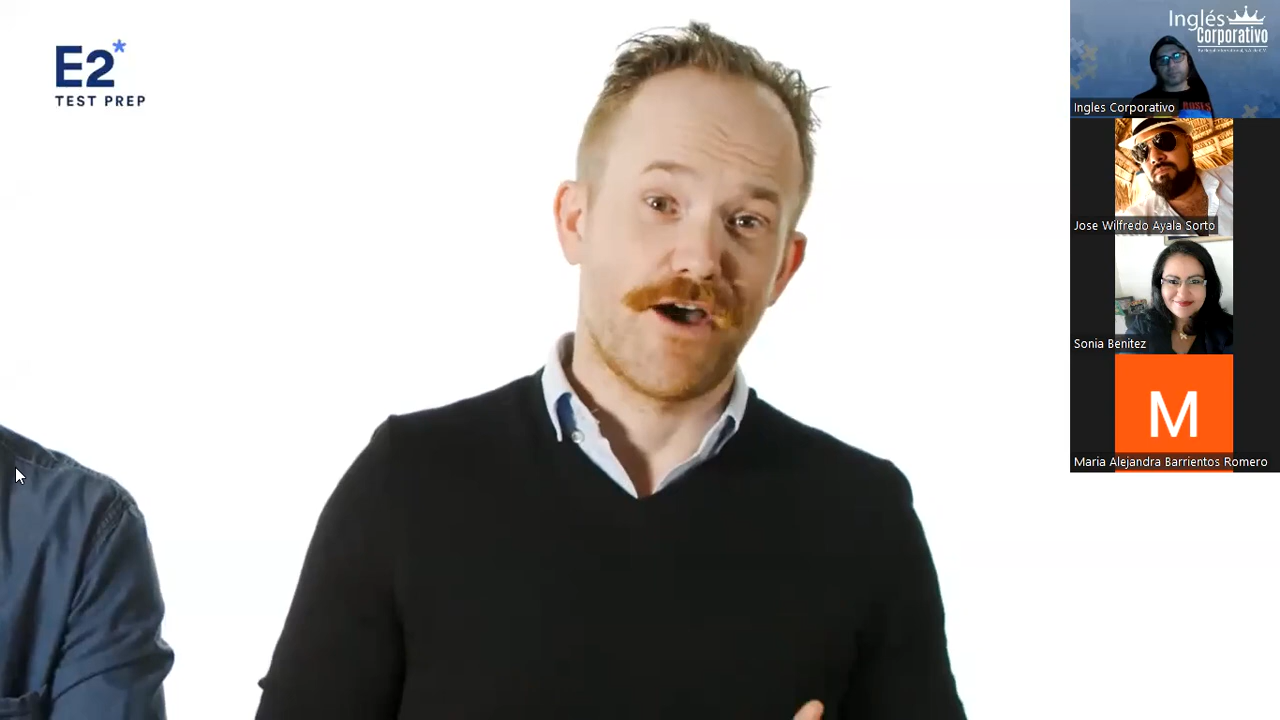 E2*
TEST PREP
Inglés
Corporativo
Ingles Corporativo
Jose Wilfredo Ayala Sorto
Sonia Benitez
M
Maria Alejandra Barrientos Romero